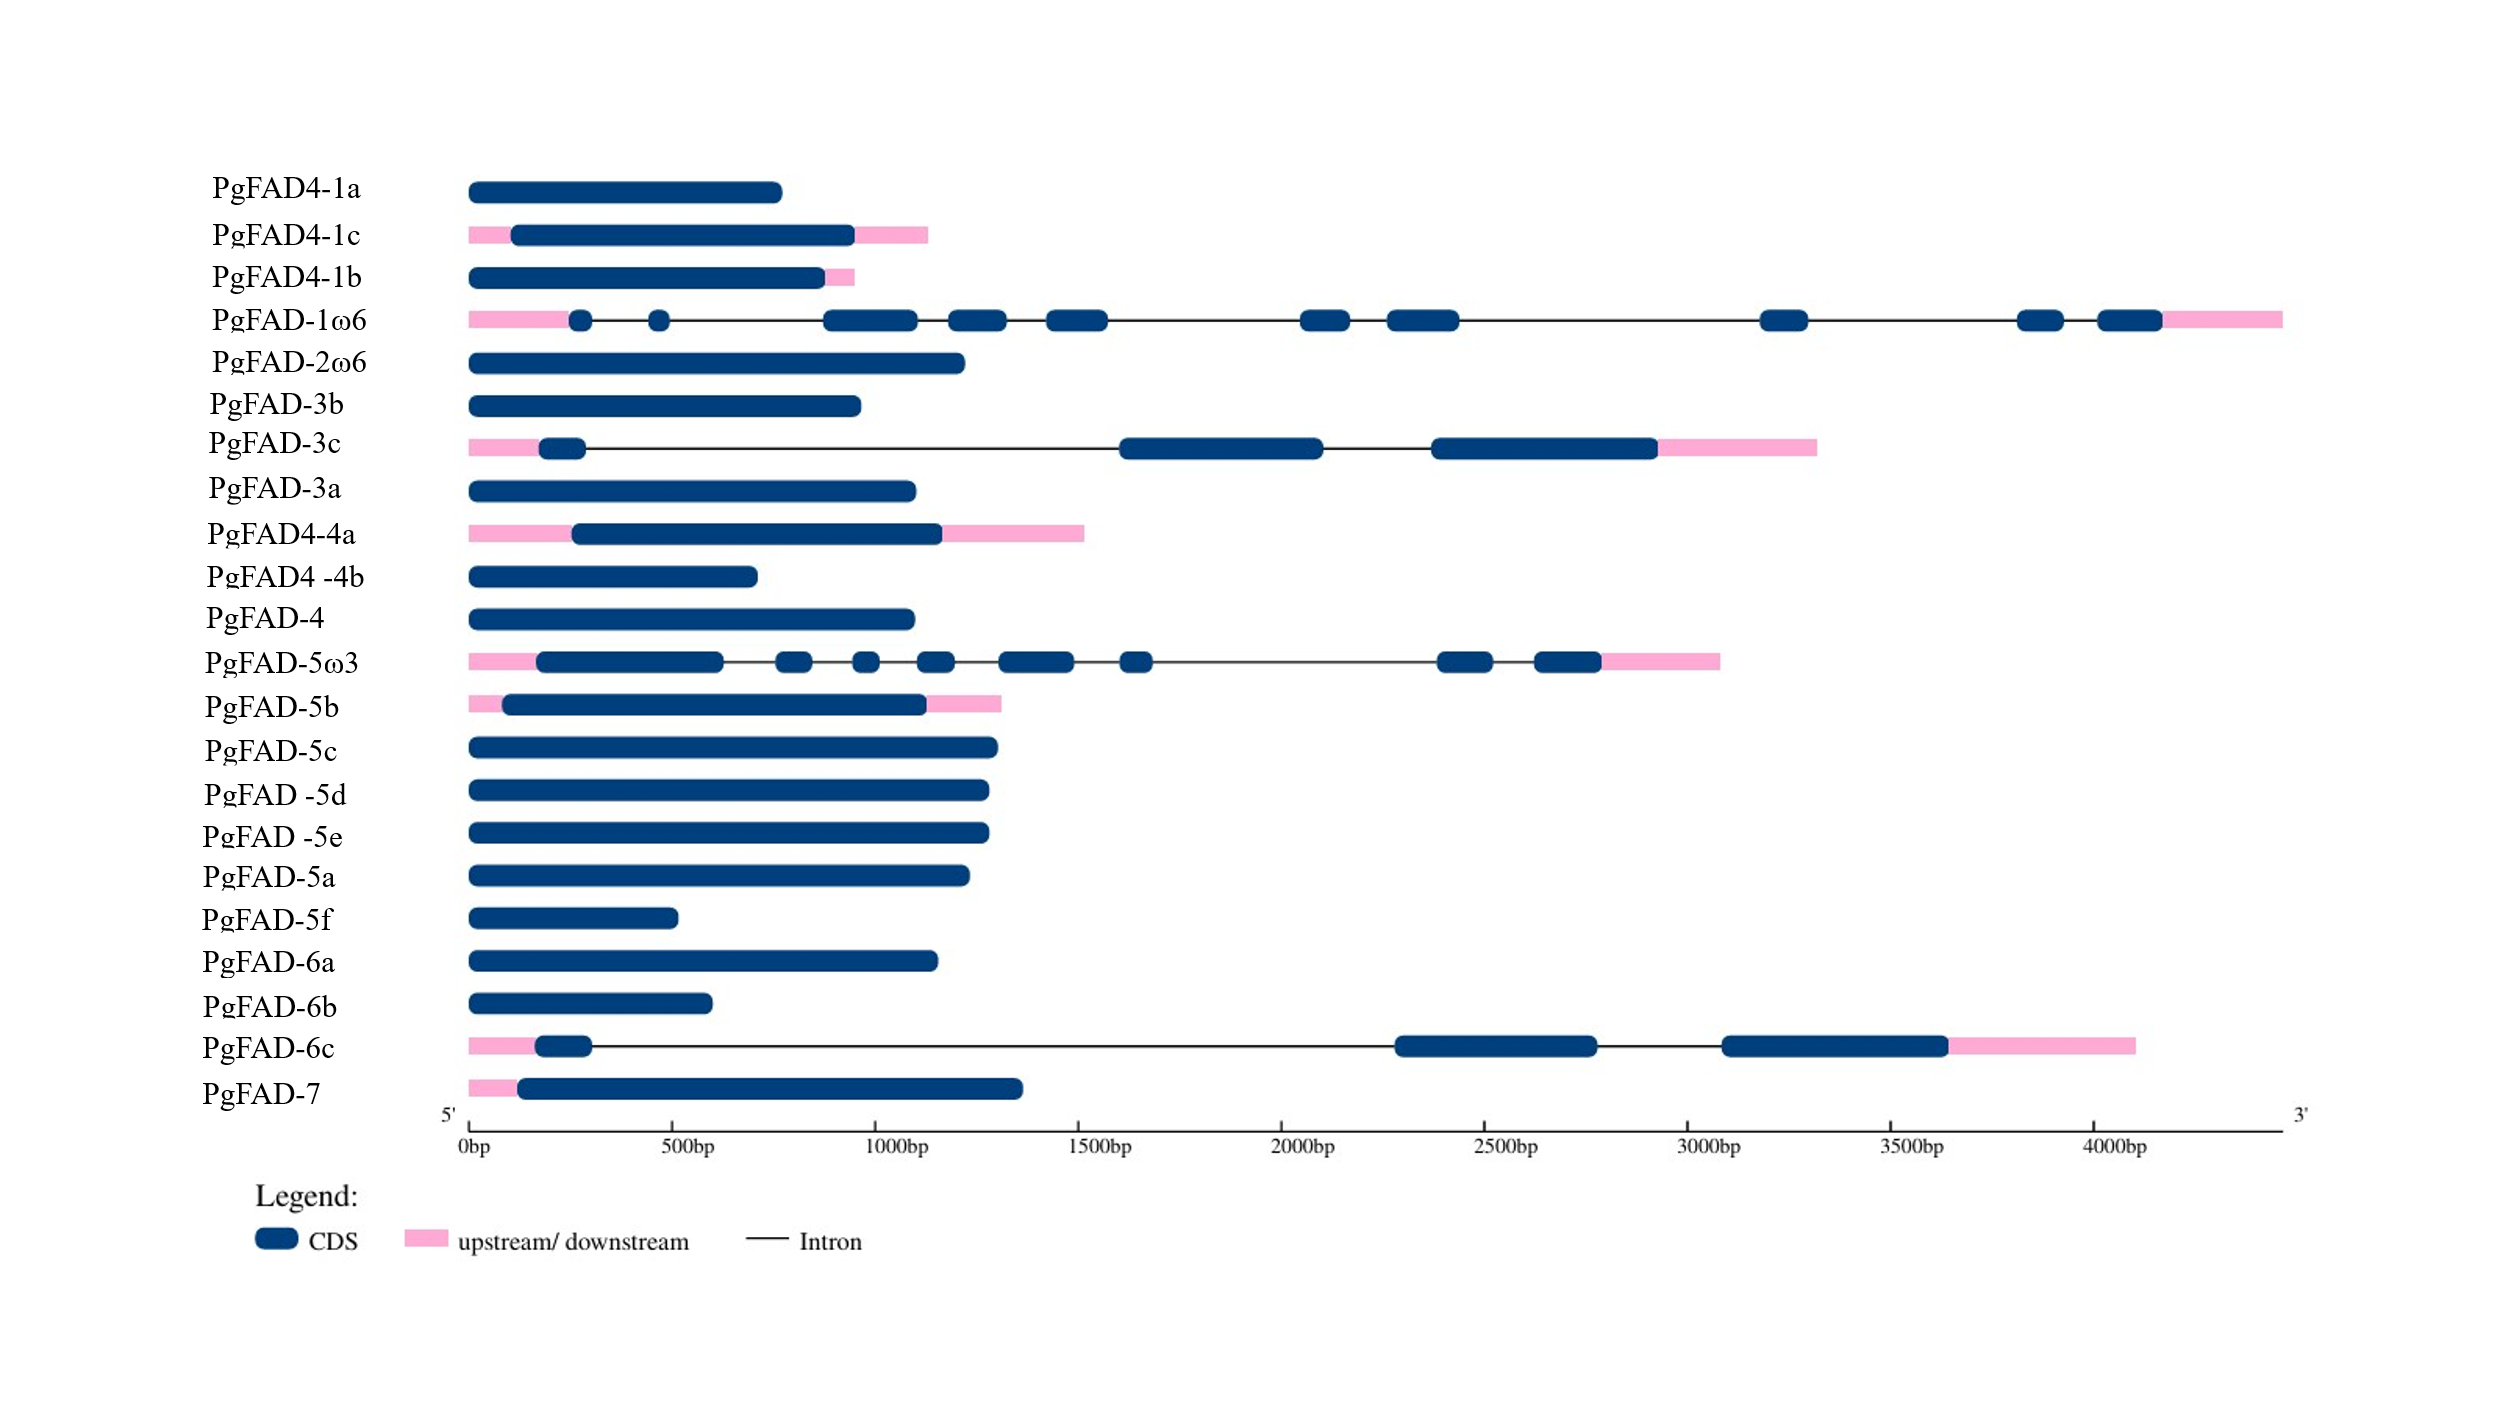 PgFAD4-1a
PgFAD4-1c
PgFAD4-1b
PgFAD-1ω6
PgFAD-2ω6
PgFAD-3b
PgFAD-3c
PgFAD-3a
PgFAD4-4a
PgFAD4 -4b
PgFAD-4
PgFAD-5ω3
PgFAD-5b
PgFAD-5c
PgFAD -5d
PgFAD -5e
PgFAD-5a
PgFAD-5f
PgFAD-6a
PgFAD-6b
PgFAD-6c
PgFAD-7
5' 3'
0bp 500bp 1000bp 1500bp 2000bp 2500bp 3000bp 3500bp 4000bp
Legend:
CDS upstream/ downstream Intron